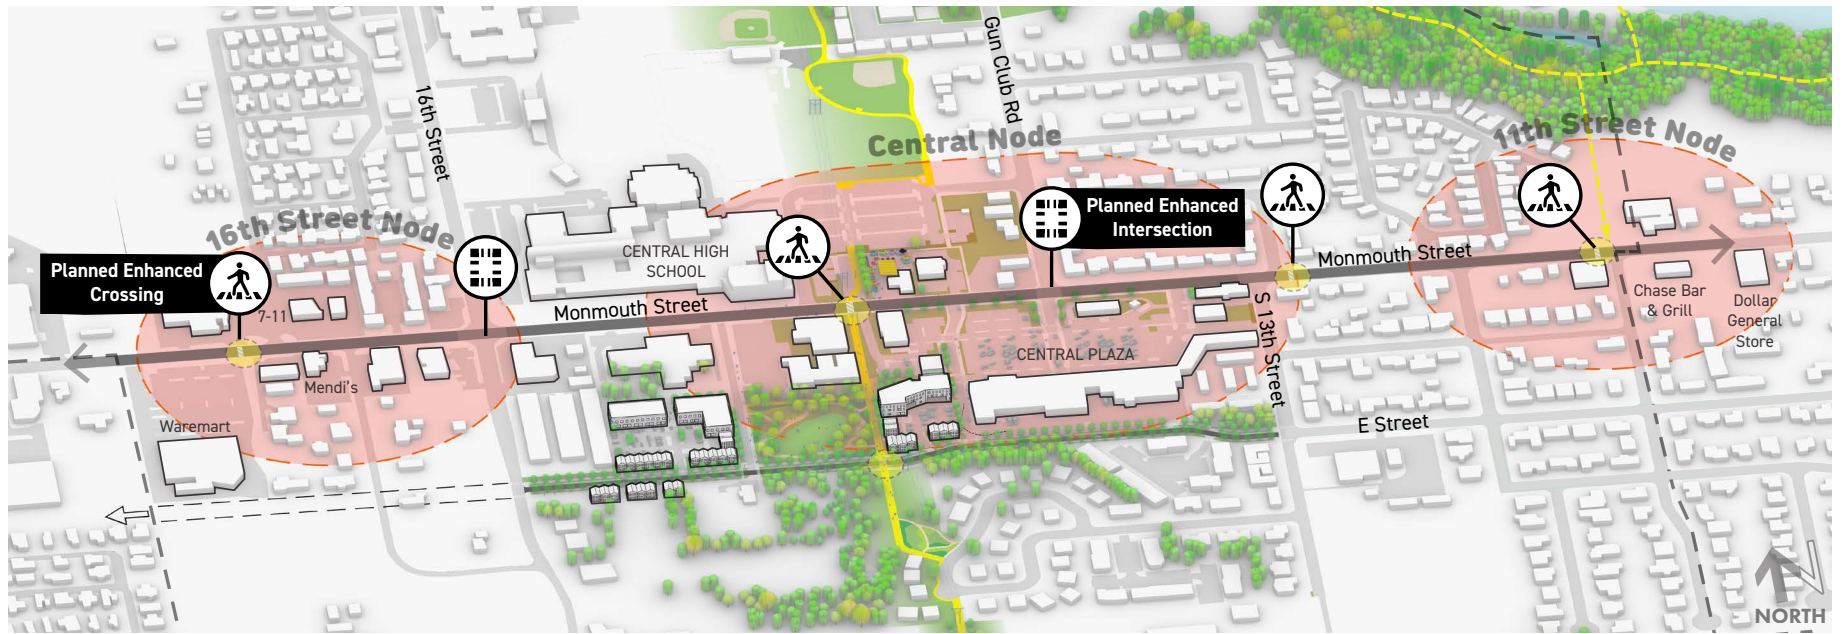 16th Street
Gun Club Rd
Central Node
11th Street Node
16th Street Node
Planned Enhanced
Intersection
Planned Enhanced
Crossing
CENTRAL HIGH
SCHOOL
Monmouth Street
Monmouth Street
7-11
Mendi's
Waremart
CENTRAL PLAZA
S 13th Street
E Street
Chase Bar
& Grill
Dollar
General
Store
NORTH